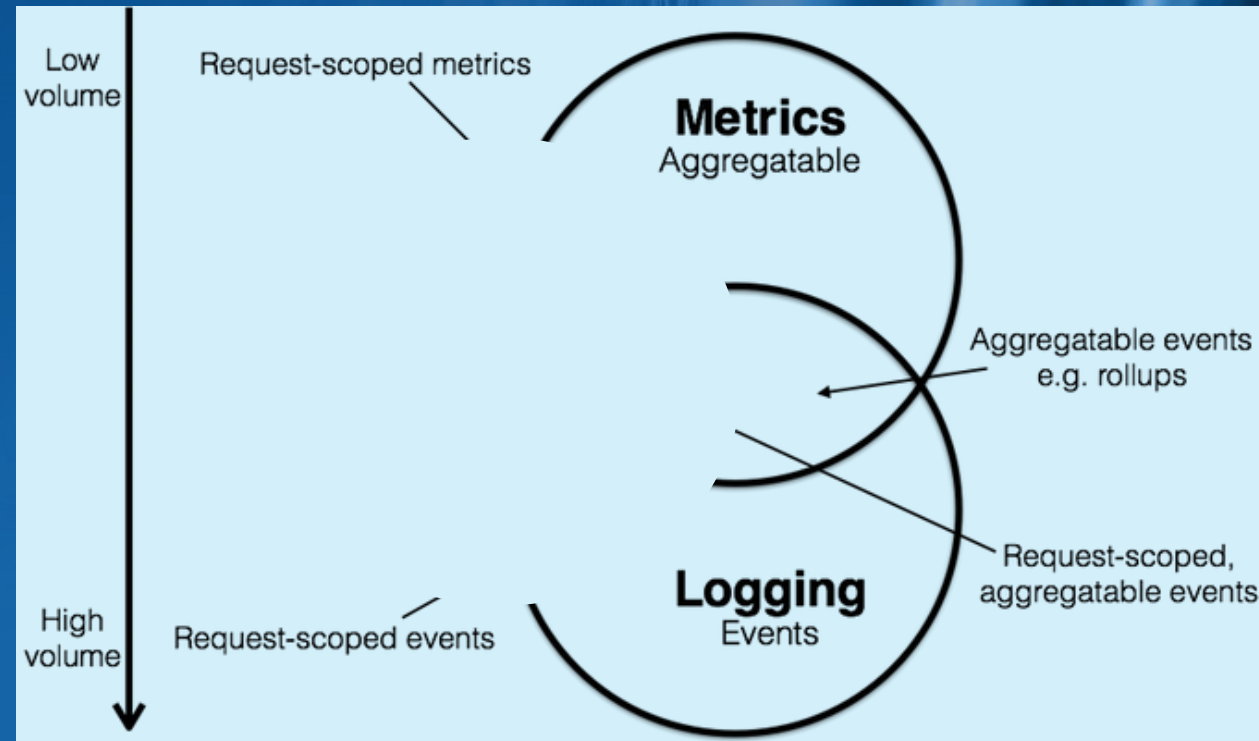 Low
volume
Request-scoped metrics
Metrics
Aggregatable
Aggregatable events
e.g. rollups
Request-scoped,
aggregatable events
Logging
Events
High
volume
Request-scoped events